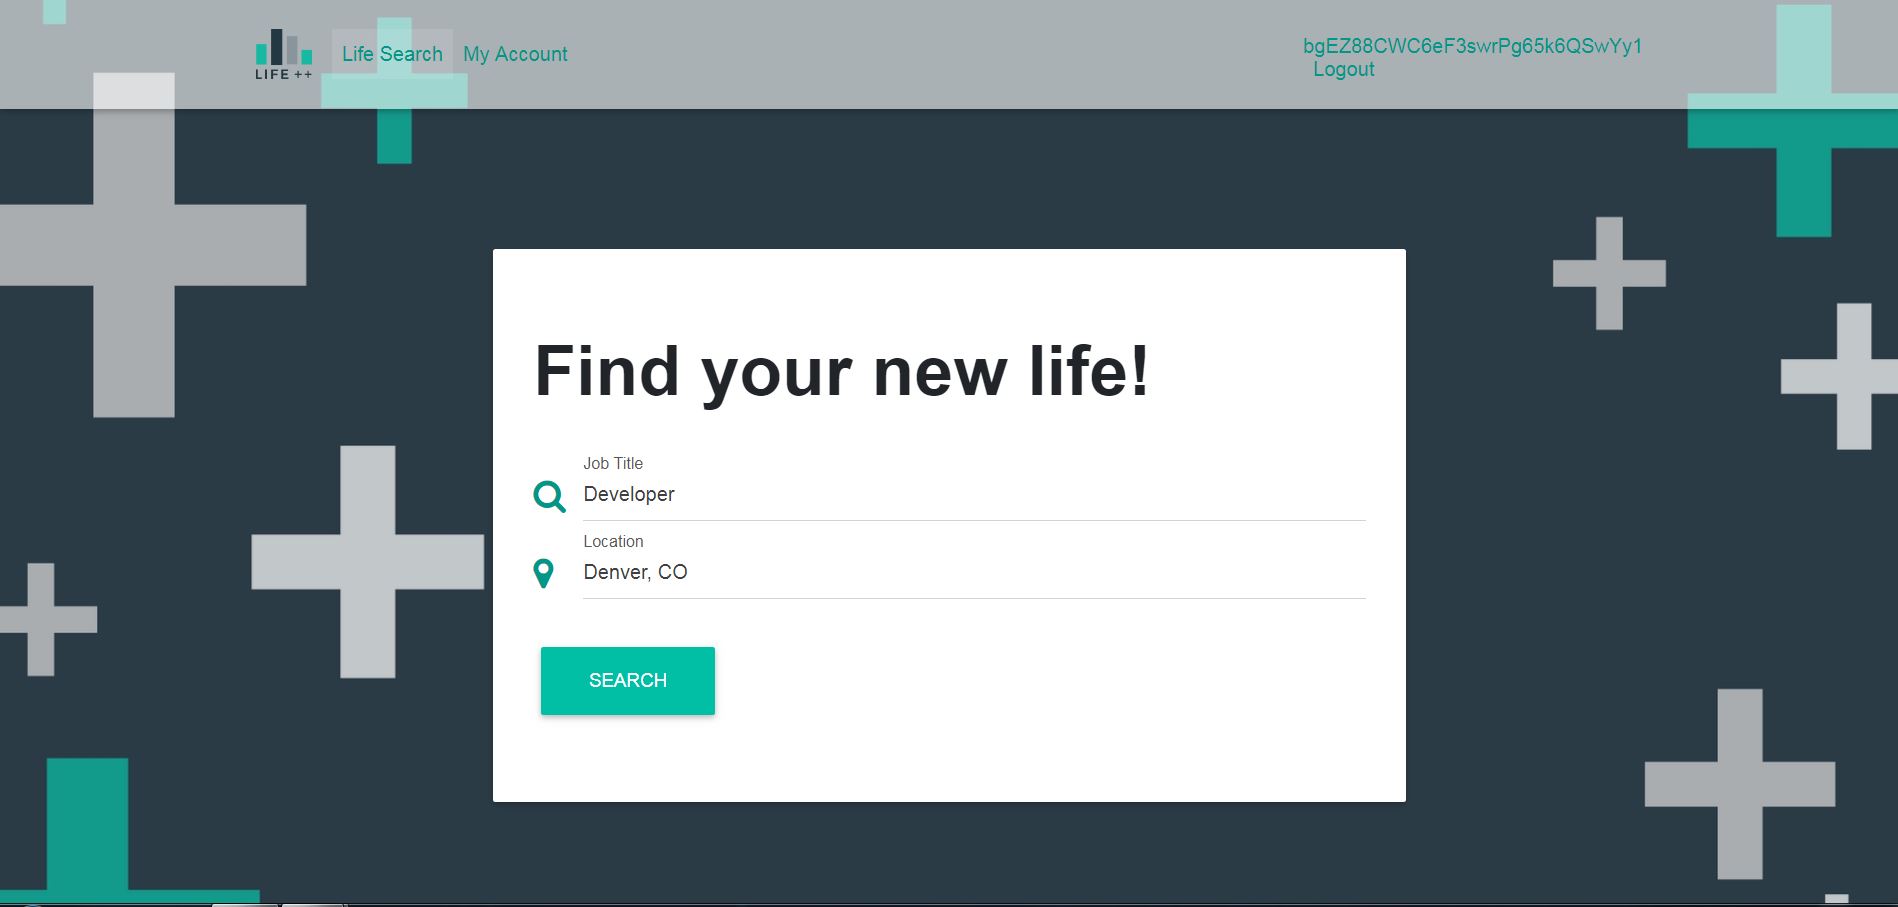 LIFE ++
Life Search
My Account
bgEZ88CWC6eF3swrPg65k6QSwYy1
Logout
Find your new life!
Job Title
Developer
Location
Denver, CO
SEARCH